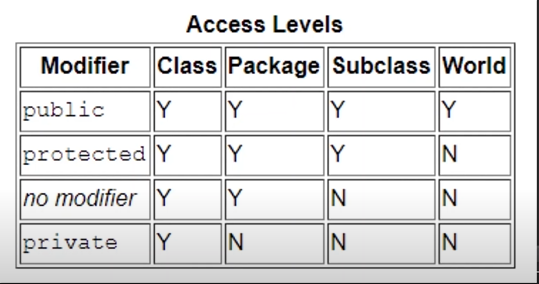 Access Levels
Modifier Class Package Subclass World
public Y Y Y Y
protected Y Y Y N
no modifier Y Y N N
private Y N N N